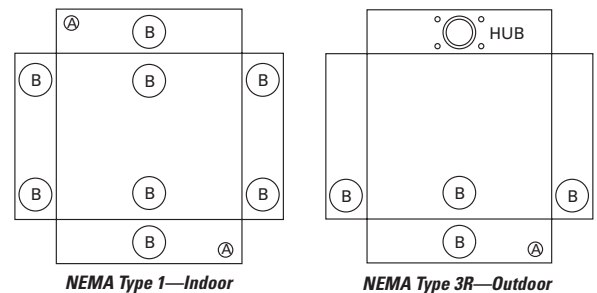 A B
HUB
B B B
B B B
B B B
B A
B A
NEMA Type 1—Indoor
NEMA Type 3R—Outdoor